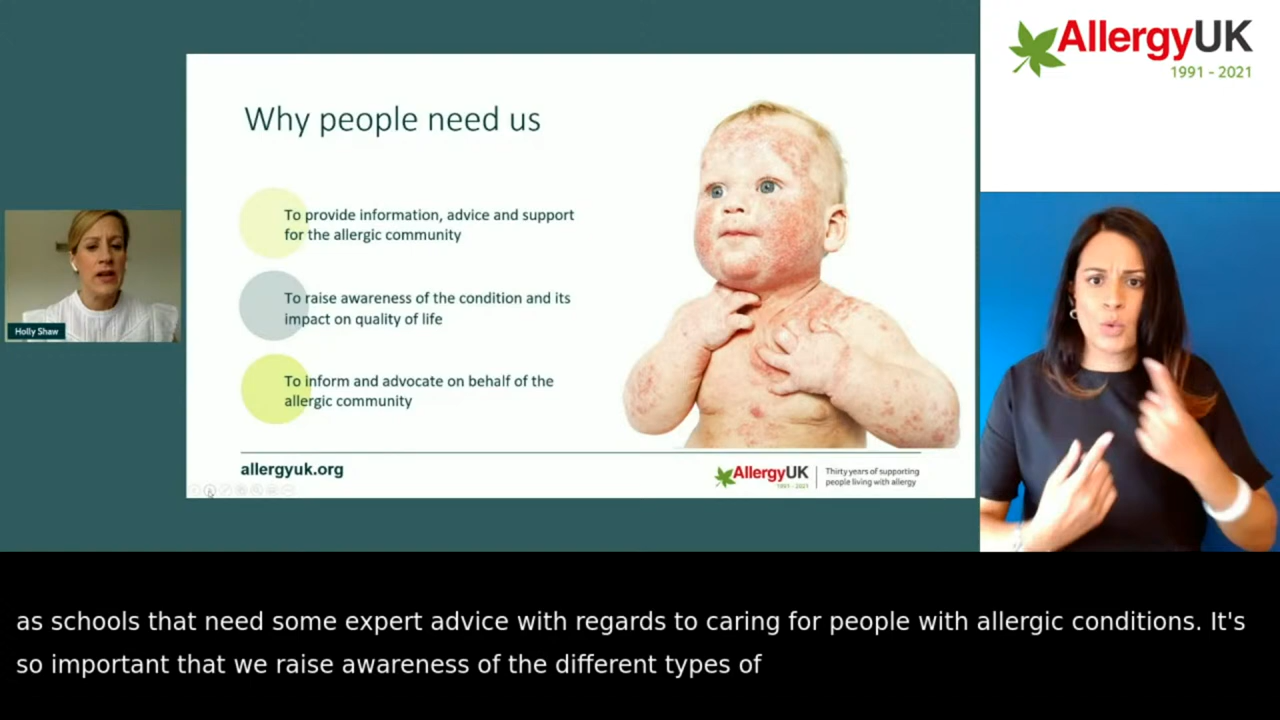 AllergyUK
1991 - 2021
Why people need us
To provide information, advice and support
for the allergic community
To raise awareness of the condition and its
impact on quality of life
To inform and advocate on behalf of the
allergic community
Holly Shaw
allergyuk.org
AllergyUK
1991 - 2021
Thirty years of supporting
people living with allergy
as schools that need some expert advice with regards to caring for people with allergic conditions. It's
so important that we raise awareness of the different types of